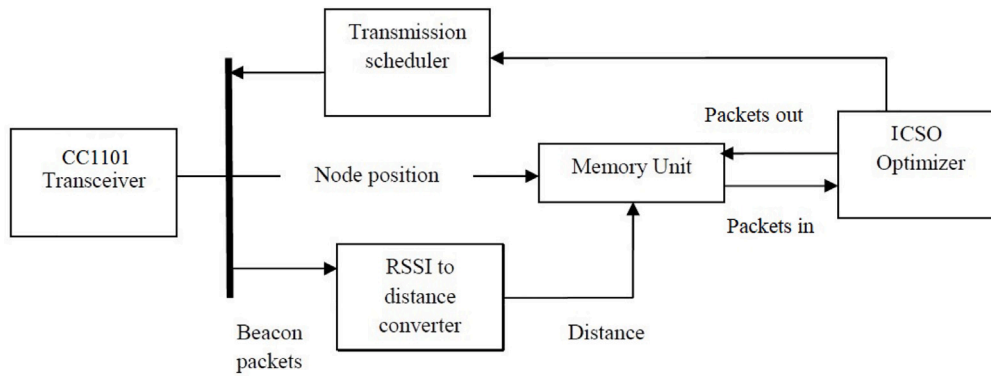 Transmission
scheduler
Packets out
ICSO
Optimizer
CC1101
Transceiver
Node position
Memory Unit
Packets in
RSSI to
distance
converter
Beacon
packets
Distance